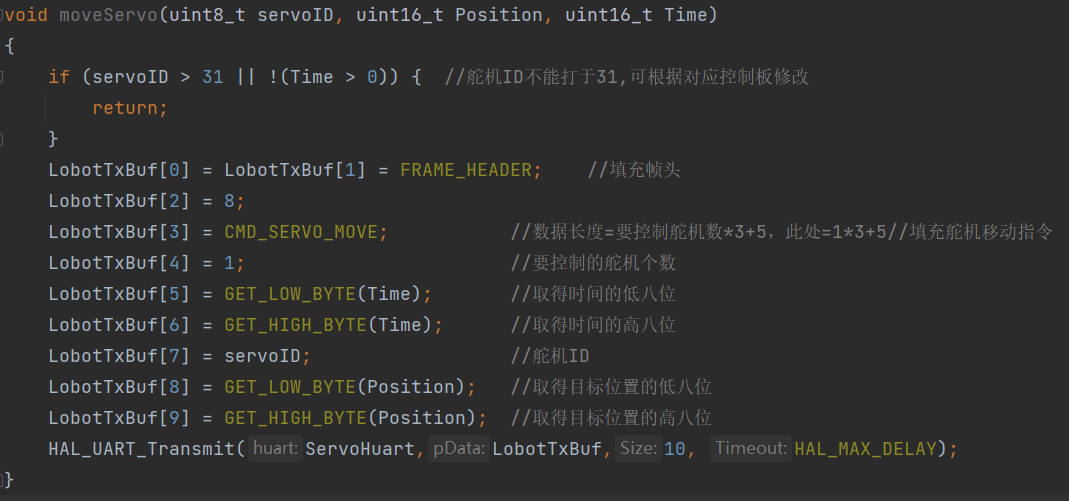 void moveServo(uint8_t servoID, uint16_t Position, uint16_t Time)
{
if (servoID > 31 || !(Time > 0)) { //舵机ID不能打于31,可根据对应控制板修改
return;
}
LobotTxBuf[0] = LobotTxBuf[1] = FRAME_HEADER; //填充帧头
LobotTxBuf[2] = 8;
LobotTxBuf[3] = CMD_SERVO_MOVE; //数据长度=要控制舵机数*3+5，此处=1*3+5//填充舵机移动指令
LobotTxBuf[4] = 1; //要控制的舵机个数
LobotTxBuf[5] = GET_LOW_BYTE(Time); //取得时间的低八位
LobotTxBuf[6] = GET_HIGH_BYTE(Time); //取得时间的高八位
LobotTxBuf[7] = servoID; //舵机ID
LobotTxBuf[8] = GET_LOW_BYTE(Position); //取得目标位置的低八位
LobotTxBuf[9] = GET_HIGH_BYTE(Position); //取得目标位置的高八位
HAL_UART_Transmit( huart: ServoHuart, pData: LobotTxBuf, Size: 10, Timeout: HAL_MAX_DELAY);
}